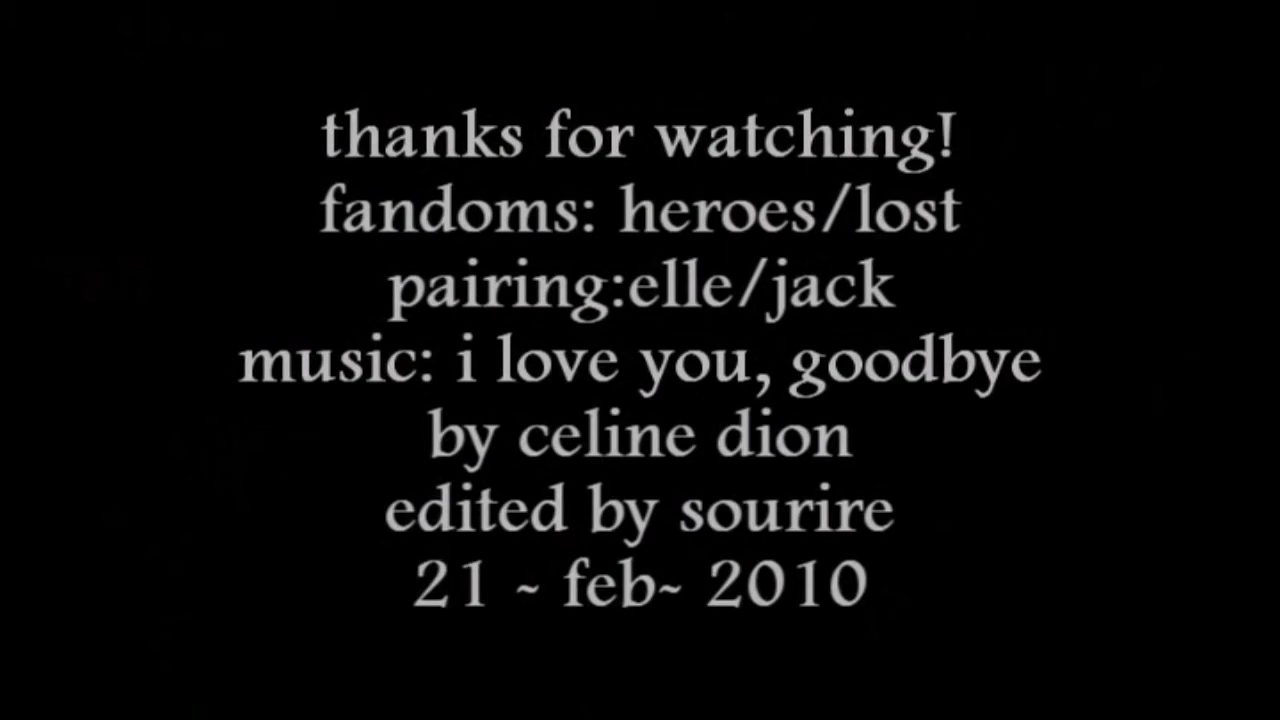 thanks for watching!
fandoms: heroes/lost
pairing:elle/jack
music: i love you, goodbye
by celine dion
edited by sourire
21 ~ feb~ 2010